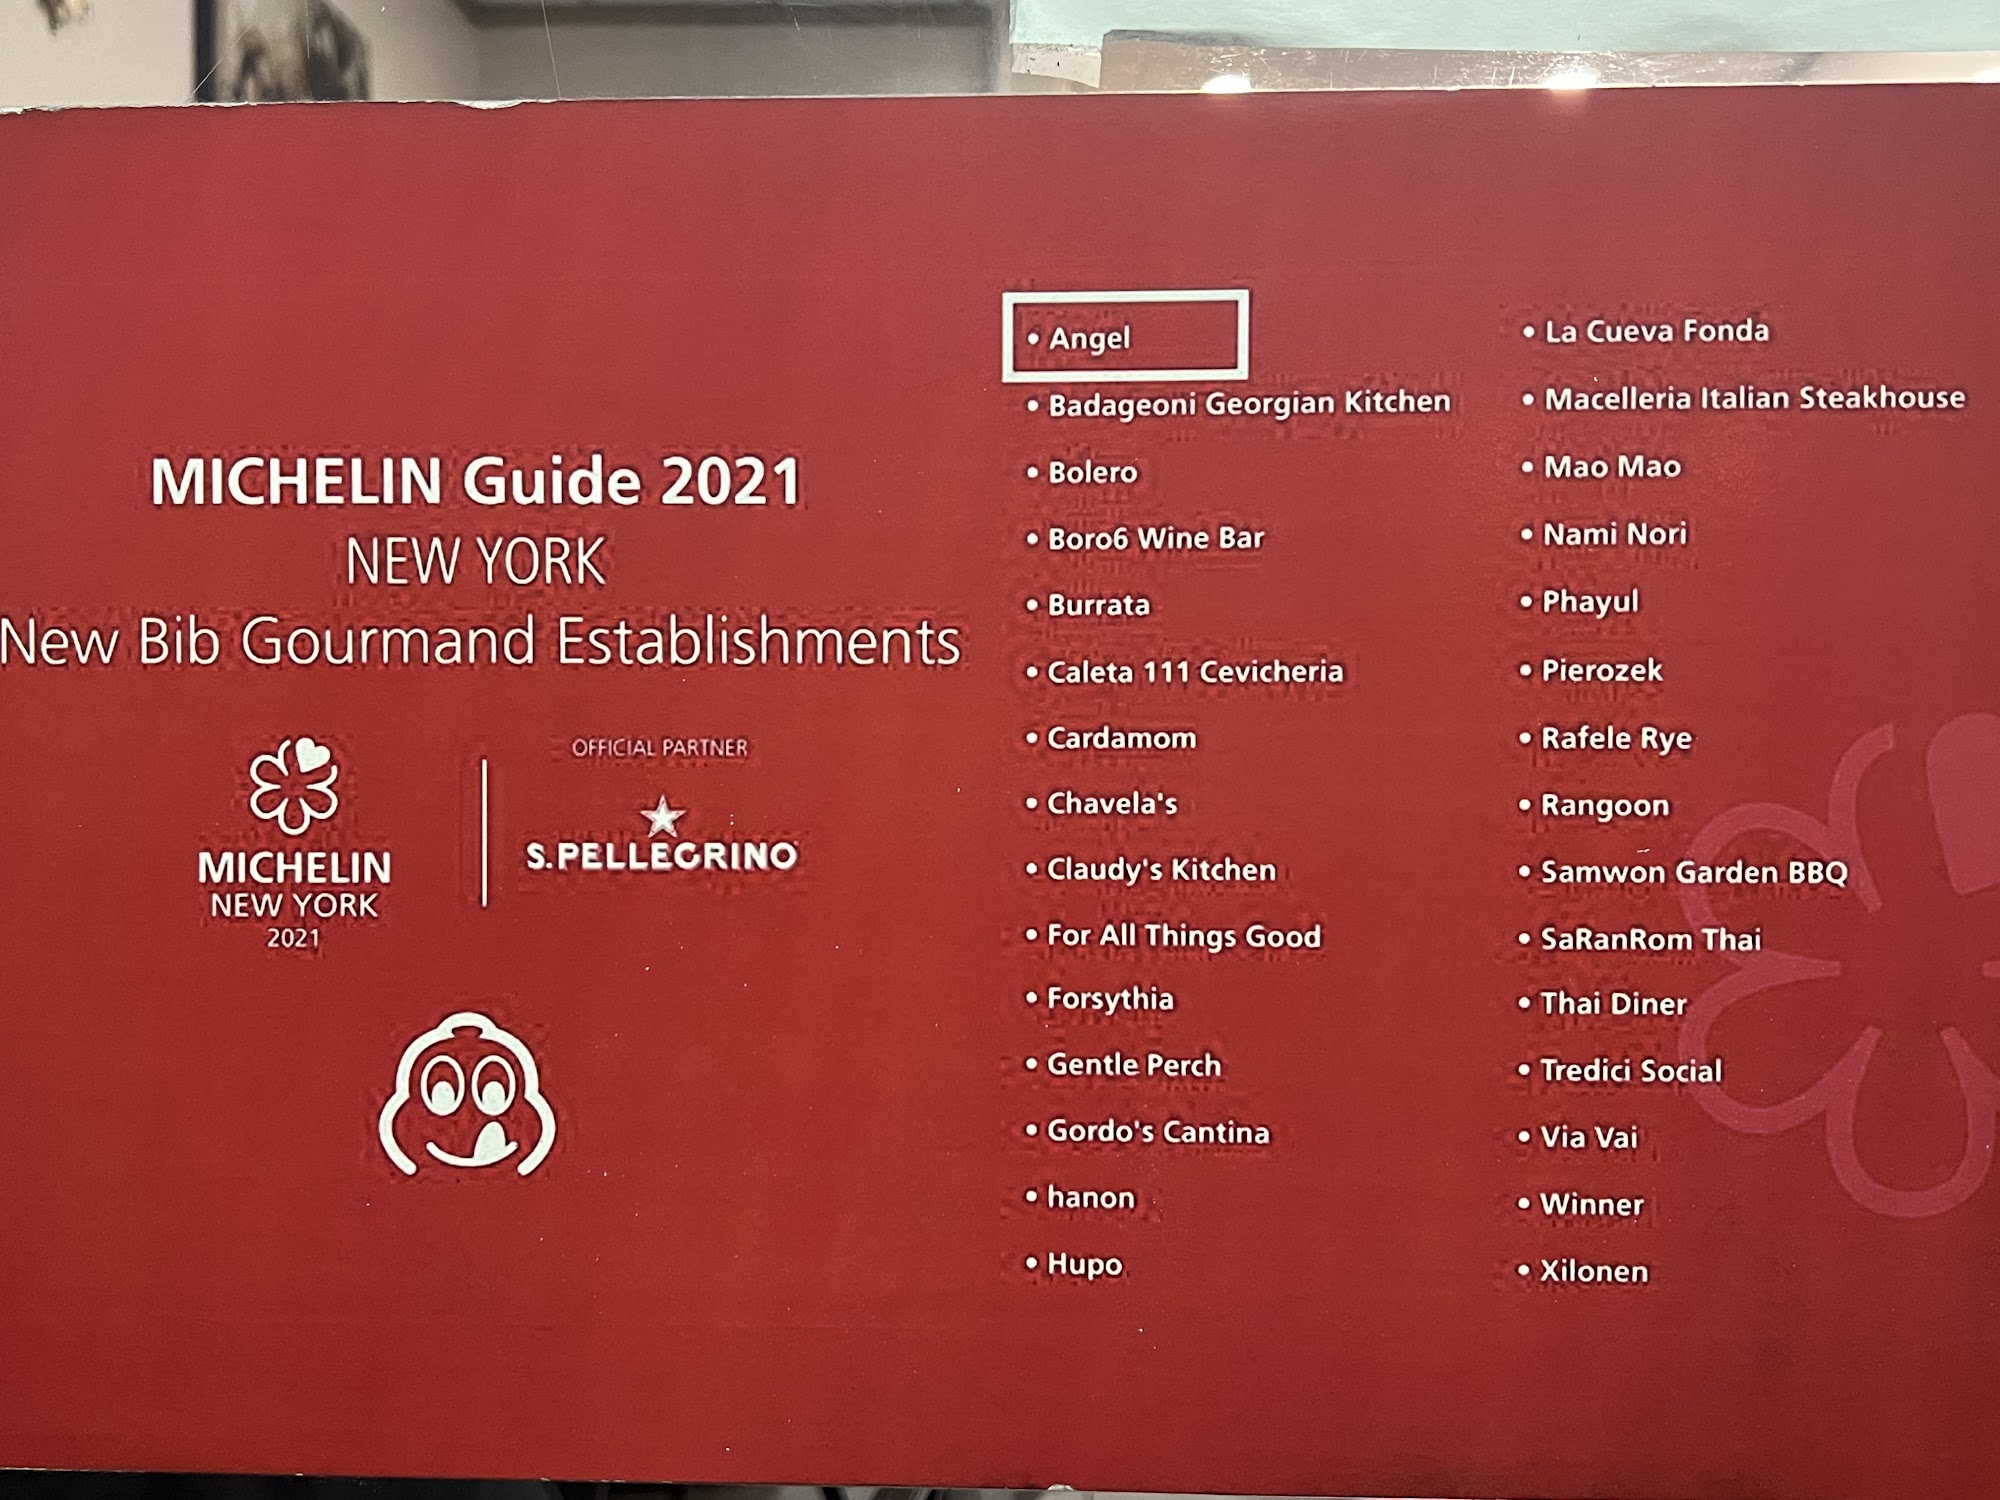 MICHELIN Guide 2021
NEW YORK
New Bib Gourmand Establishments
MICHELIN
NEW YORK
2021
OFFICIAL PARTNER
S.PELLEGRINO
• Angel
• Badageoni Georgian Kitchen
• Bolero
• Boro6 Wine Bar
• Burrata
• Caleta 111 Cevicheria
• Cardamom
• Chavela's
• Claudy's Kitchen
• For All Things Good
• Forsythia
• Gentle Perch
• Gordo's Cantina
• hanon
• Hupo
• La Cueva Fonda
• Macelleria Italian Steakhouse
• Mao Mao
• Nami Nori
• Phayul
• Pierozek
• Rafele Rye
• Rangoon
• Samwon Garden BBQ
• SaRanRom Thai
• Thai Diner
• Tredici Social
• Via Vai
• Winner
• Xilonen